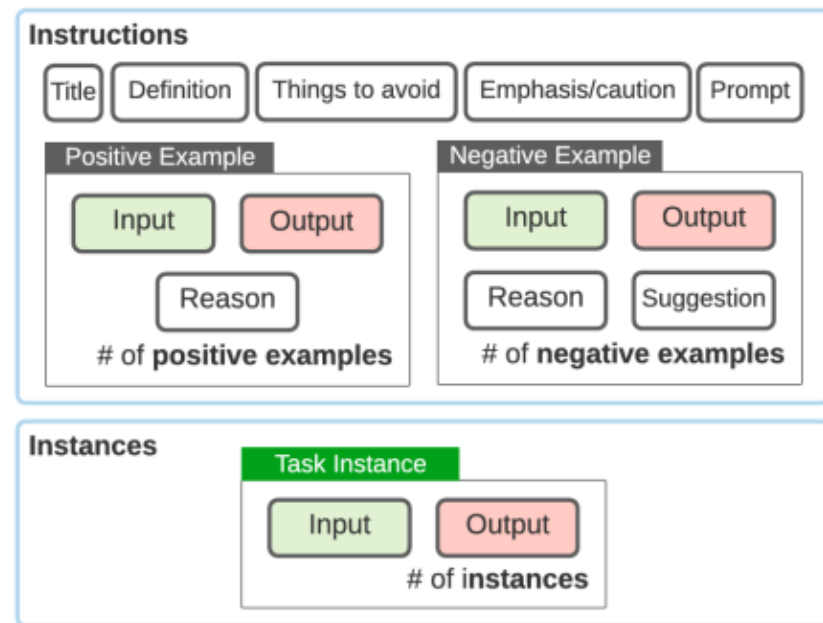 Instructions
Title Definition Things to avoid Emphasis/caution Prompt
Positive Example
Input Output
Reason
# of positive examples
Negative Example
Input Output
Reason Suggestion
# of negative examples
Instances
Task Instance
Input Output
# of instances